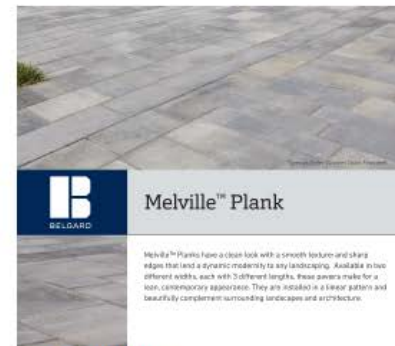 BELGARD
Melville™ Plank
Melville™ Planks have a clean look with a smooth texture and sharp
edges that lend a dynamic modernity to any landscaping. Available in two
different widths, each with 3 different lengths, these pavers make for a
lean, contemporary appearance. They are installed in a linear pattern and
beautifully complement surrounding landscapes and architecture.